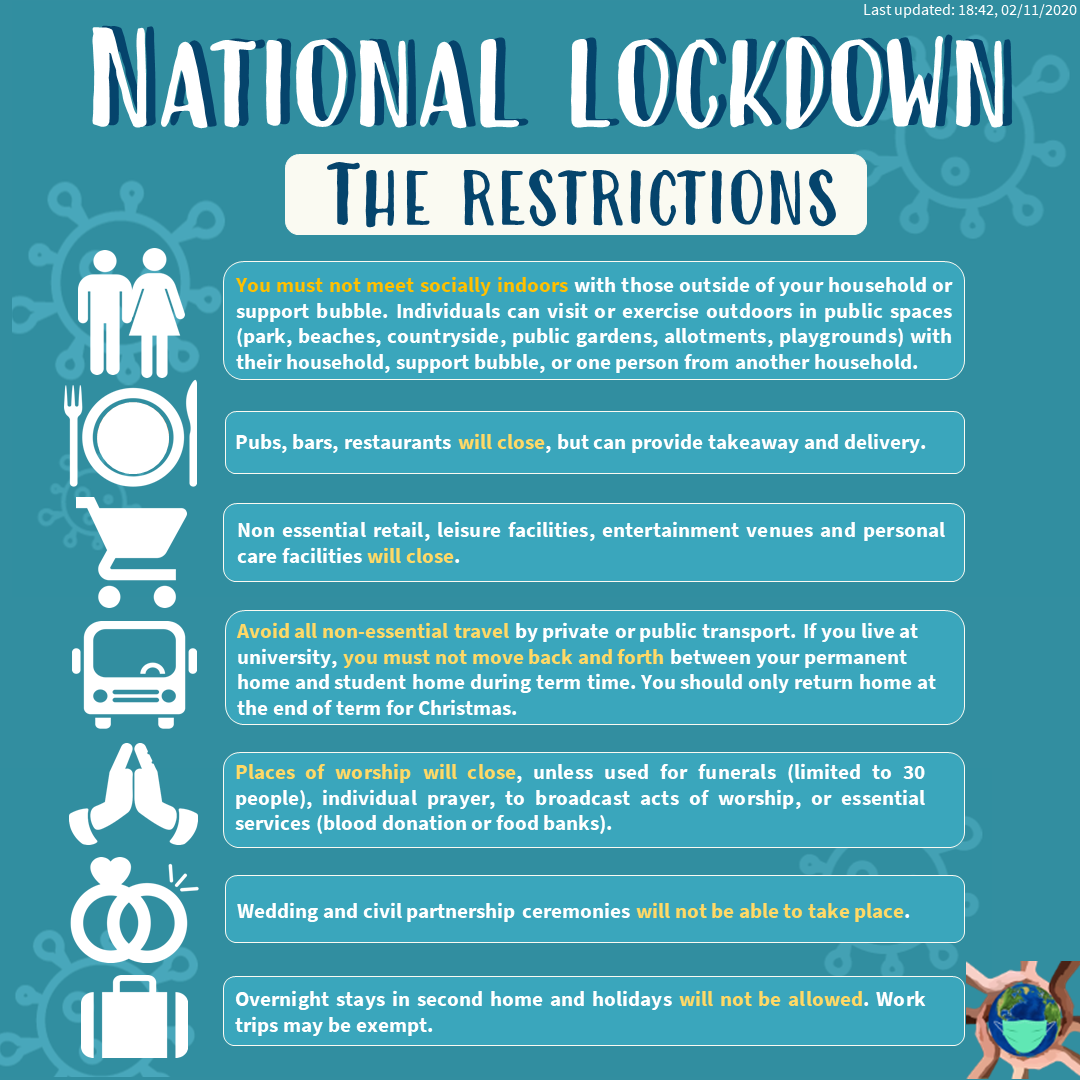 Last updated: 18:42, 02/11/2020
NATIONAL LOCKDOWN
THE RESTRICTIONS
You must not meet socially indoors with those outside of your household or
support bubble. Individuals can visit or exercise outdoors in public spaces
(park, beaches, countryside, public gardens, allotments, playgrounds) with
their household, support bubble, or one person from another household.
Pubs, bars, restaurants will close, but can provide takeaway and delivery.
Non essential retail, leisure facilities, entertainment venues and personal
care facilities will close.
Avoid all non-essential travel by private or public transport. If you live at
university, you must not move back and forth between your permanent
home and student home during term time. You should only return home at
the end of term for Christmas.
Places of worship will close, unless used for funerals (limited to 30
people), individual prayer, to broadcast acts of worship, or essential
services (blood donation or food banks).
Wedding and civil partnership ceremonies will not be able to take place.
Overnight stays in second home and holidays will not be allowed. Work
trips may be exempt.